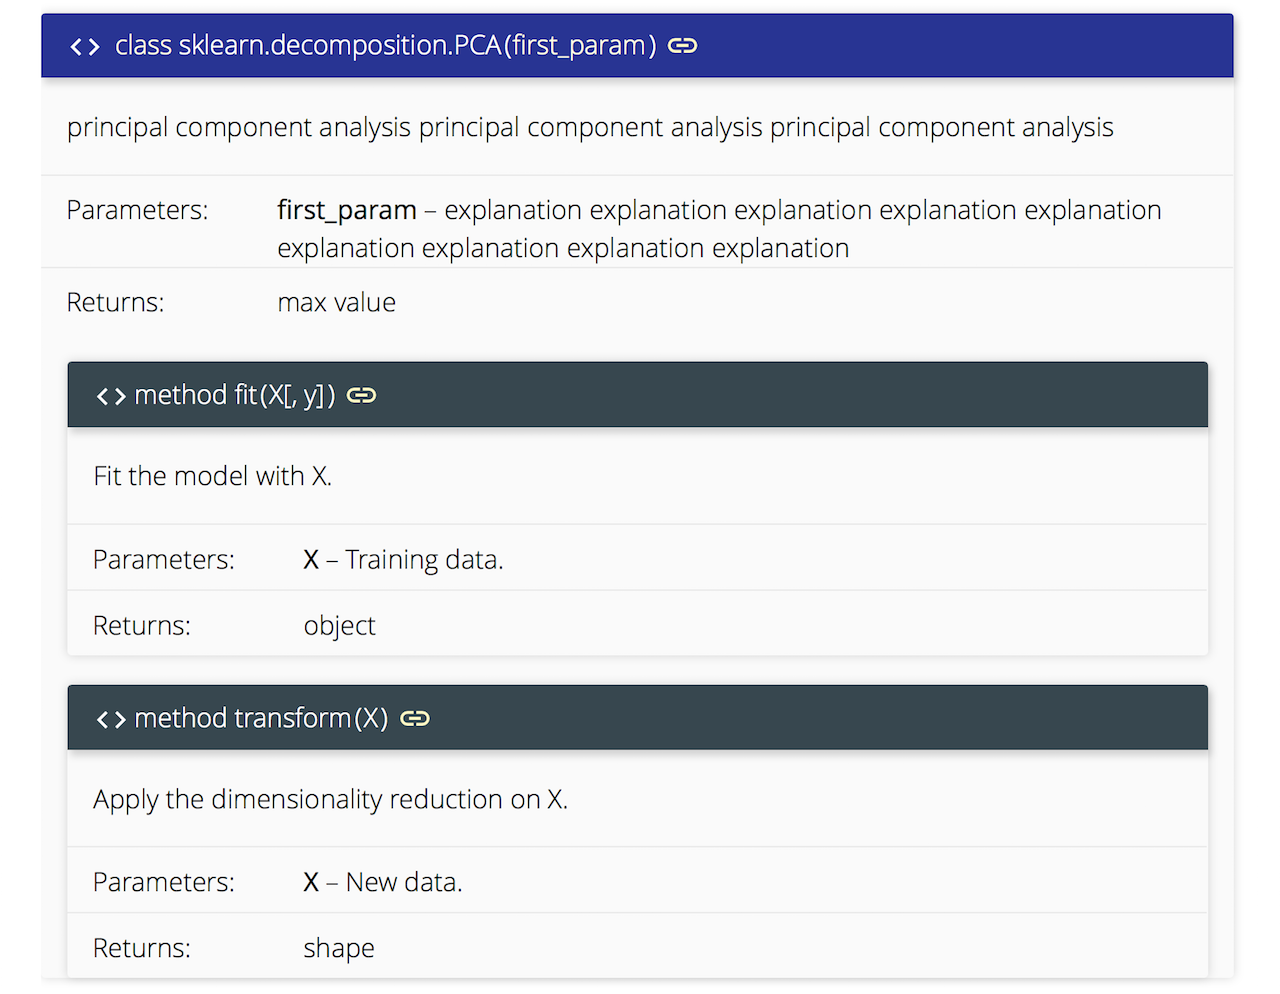 <> class sklearn.decomposition.PCA(first_param)
principal component analysis principal component analysis principal component analysis
Parameters: first_param – explanation explanation explanation explanation explanation
explanation explanation explanation explanation
Returns: max value
<> method fit(X[, y])
Fit the model with X.
Parameters: X – Training data.
Returns: object
<> method transform(X)
Apply the dimensionality reduction on X.
Parameters: X – New data.
Returns: shape